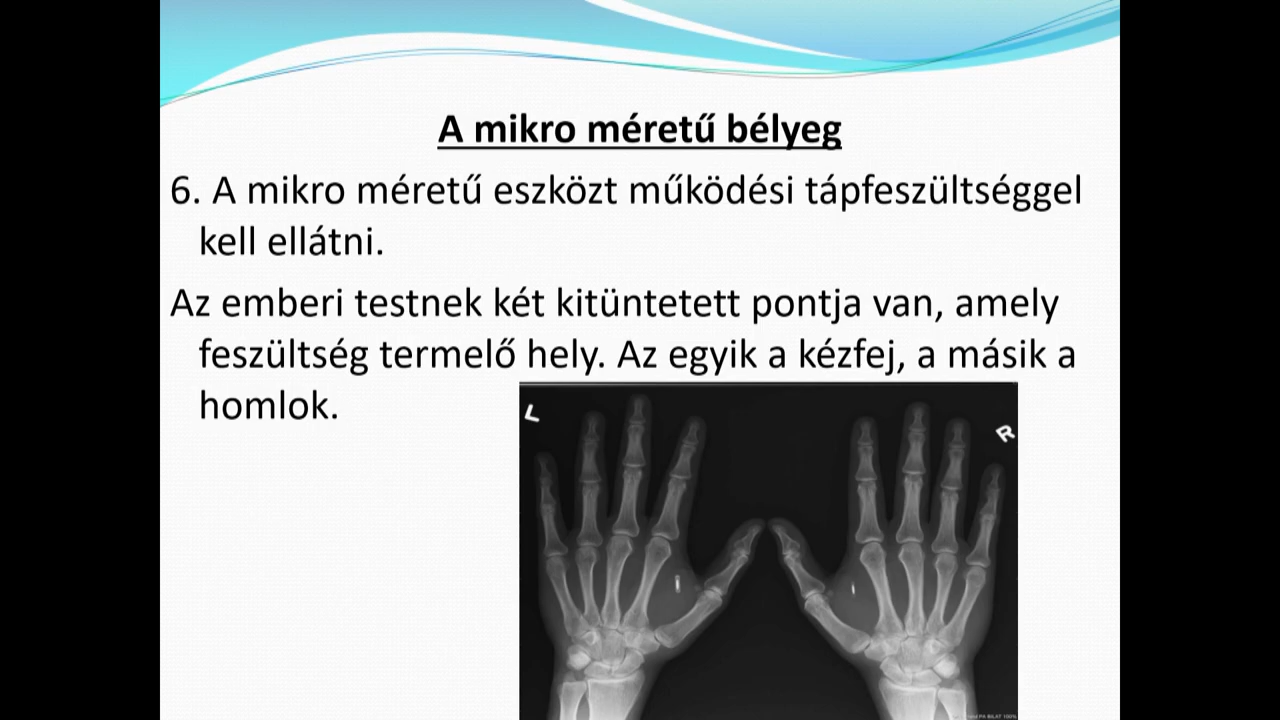 A mikro méretű bélyeg
6. A mikro méretű eszközt működési tápfeszültséggel
kell ellátni.
Az emberi testnek két kitüntetett pontja van, amely
feszültség termelő hely. Az egyik a kézfej, a másik a
homlok.
L
R